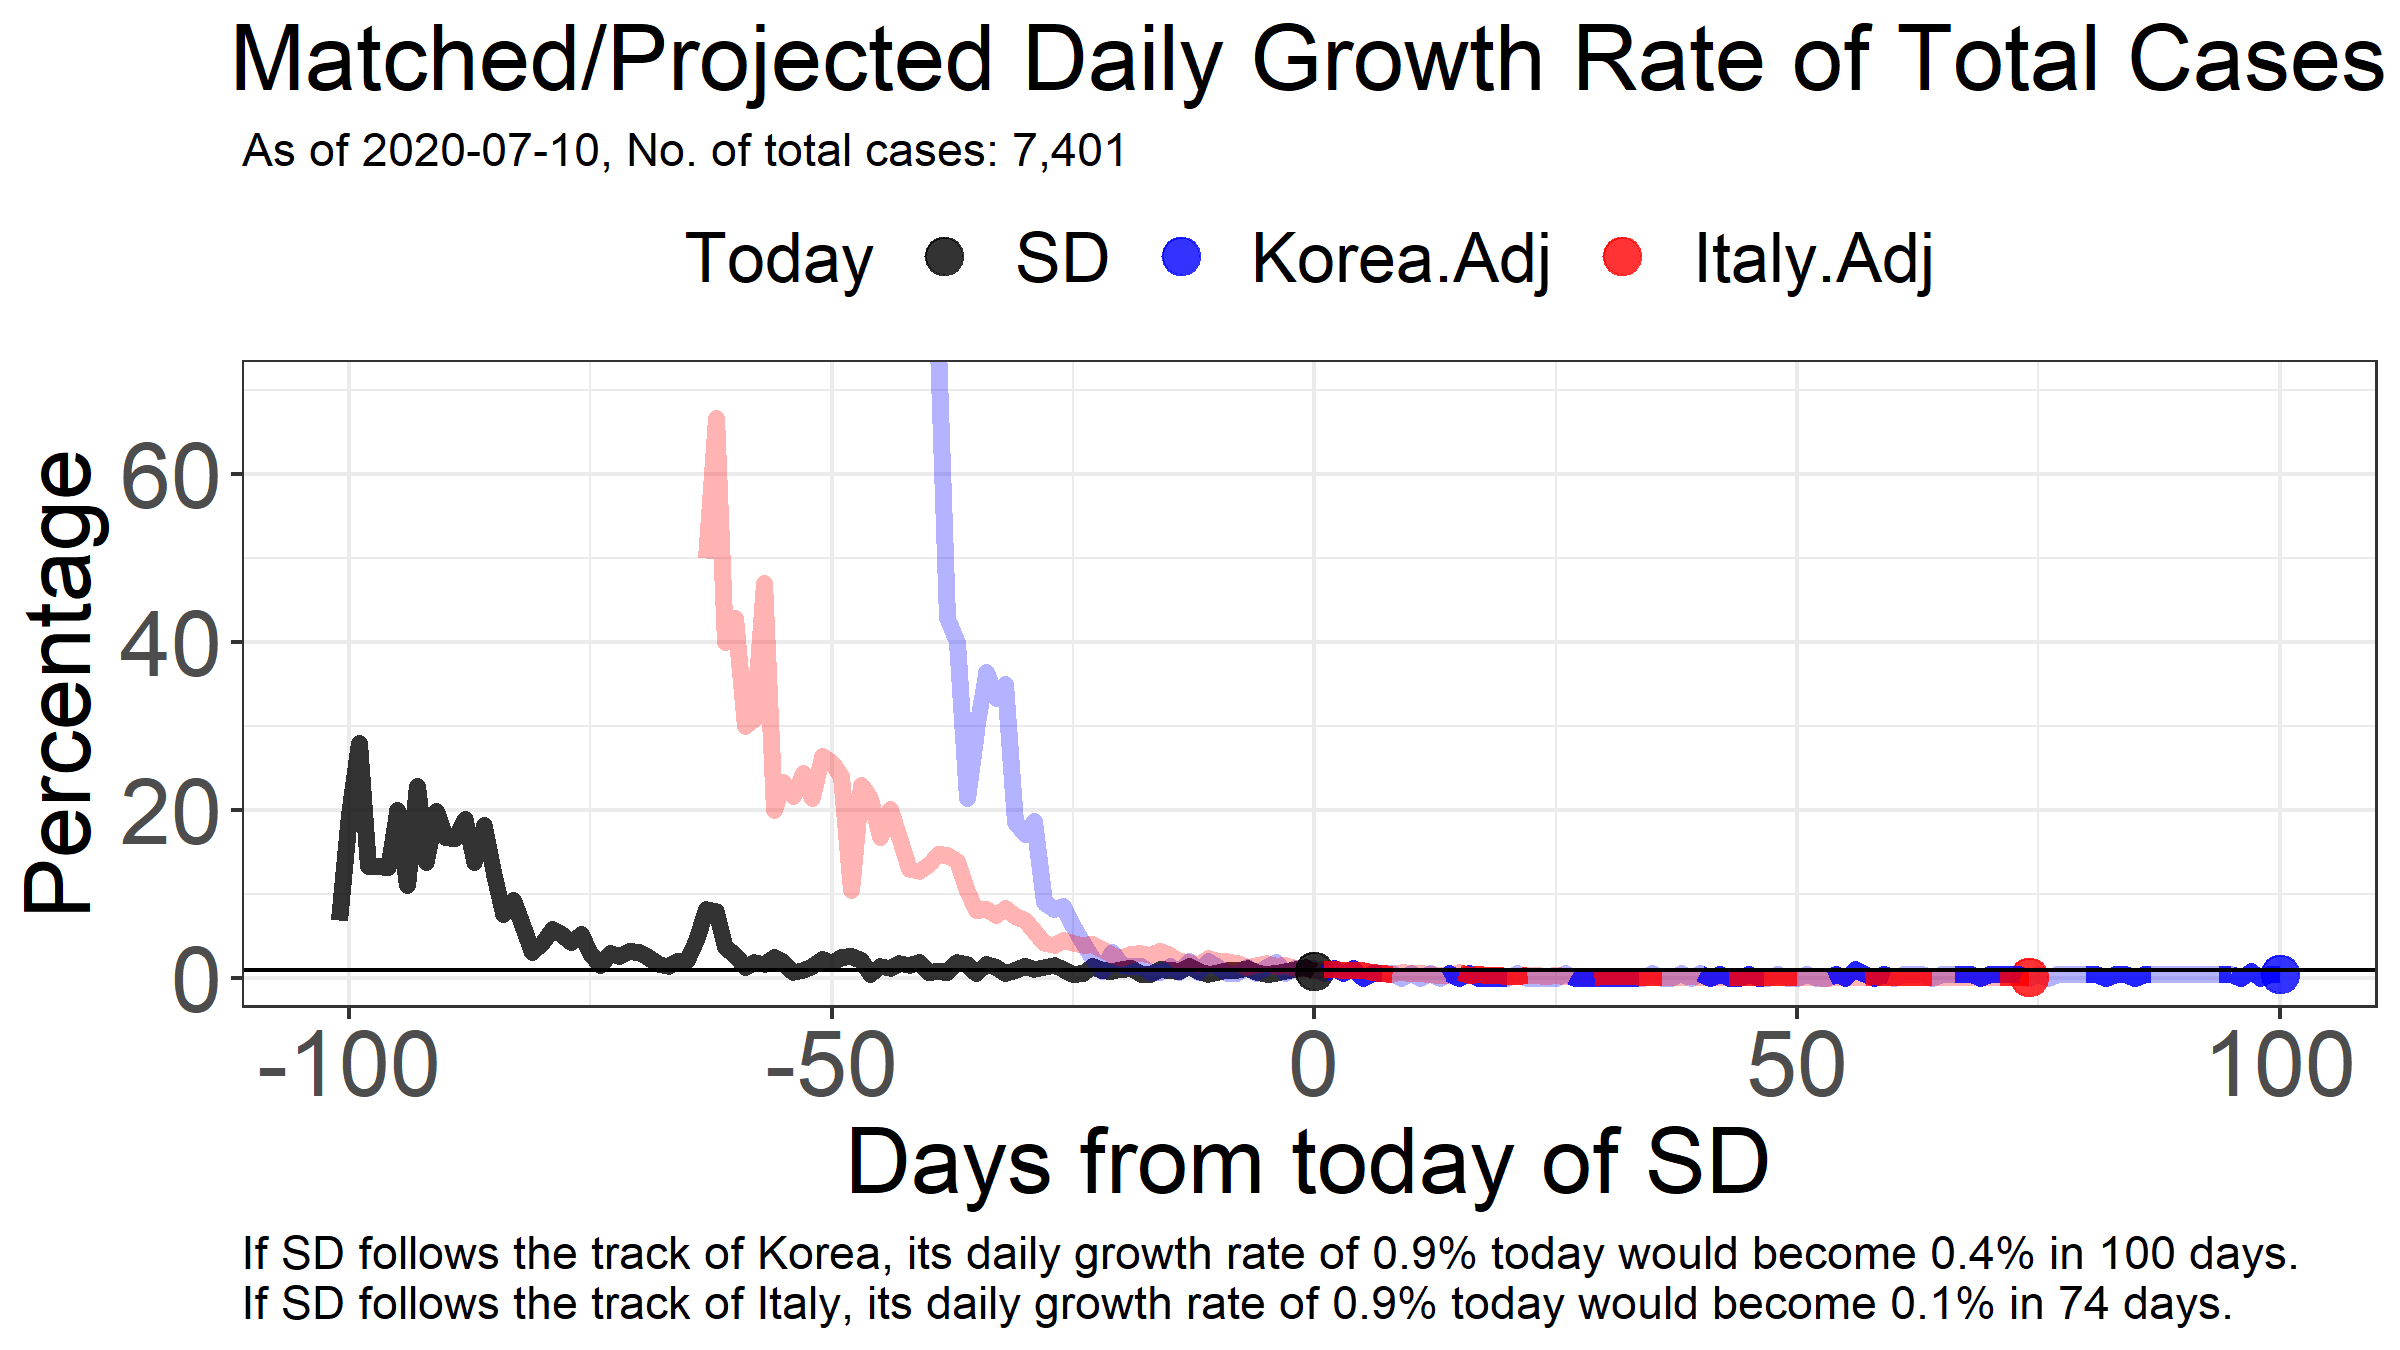 Matched/Projected Daily Growth Rate of Total Cases
As of 2020-07-10, No. of total cases: 7,401
Today SD Korea.Adj Italy.Adj
Percentage
60
40
20
0
-100 -50 0 50 100
Days from today of SD
If SD follows the track of Korea, its daily growth rate of 0.9% today would become 0.4% in 100 days.
If SD follows the track of Italy, its daily growth rate of 0.9% today would become 0.1% in 74 days.